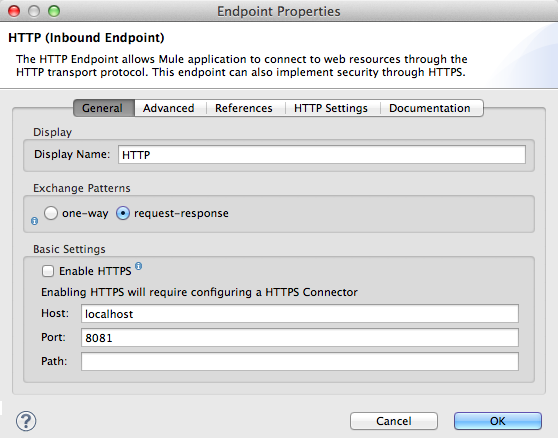 Endpoint Properties
HTTP (Inbound Endpoint)
The HTTP Endpoint allows Mule application to connect to web resources through the
HTTP transport protocol. This endpoint can also implement security through HTTPS.
General Advanced References HTTP Settings Documentation
Display
Display Name: HTTP
Exchange Patterns
one-way request-response
Basic Settings
Enable HTTPS
Enabling HTTPS will require configuring a HTTPS Connector
Host: localhost
Port: 8081
Path:
? Cancel OK